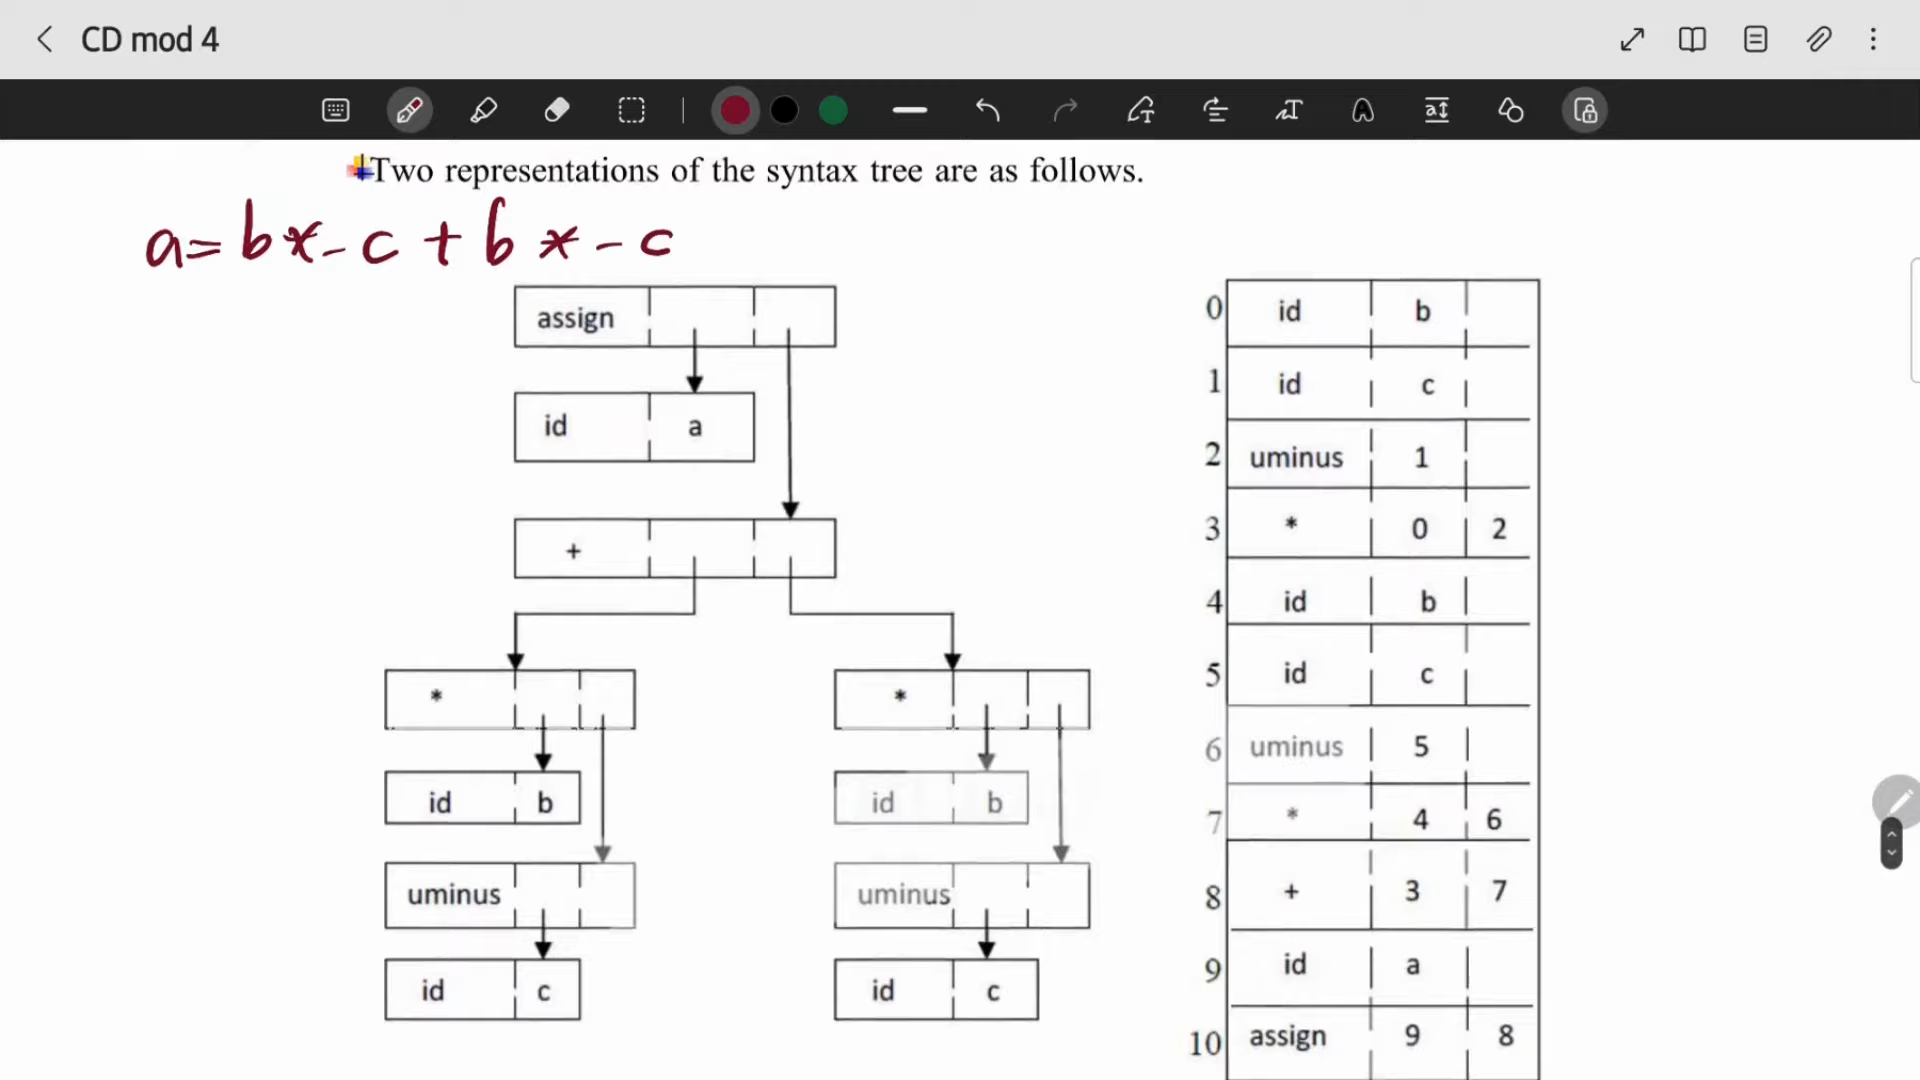 CD mod 4
Two representations of the syntax tree are as follows.
a = b * - c + b * - c
assign
id a
+
* *
id b id b
uminus uminus
id c id c
0 id b
1 id c
2 uminus 1
3 * 0 2
4 id b
5 id c
6 uminus 5
7 * 4 6
8 + 3 7
9 id a
10 assign 9 8